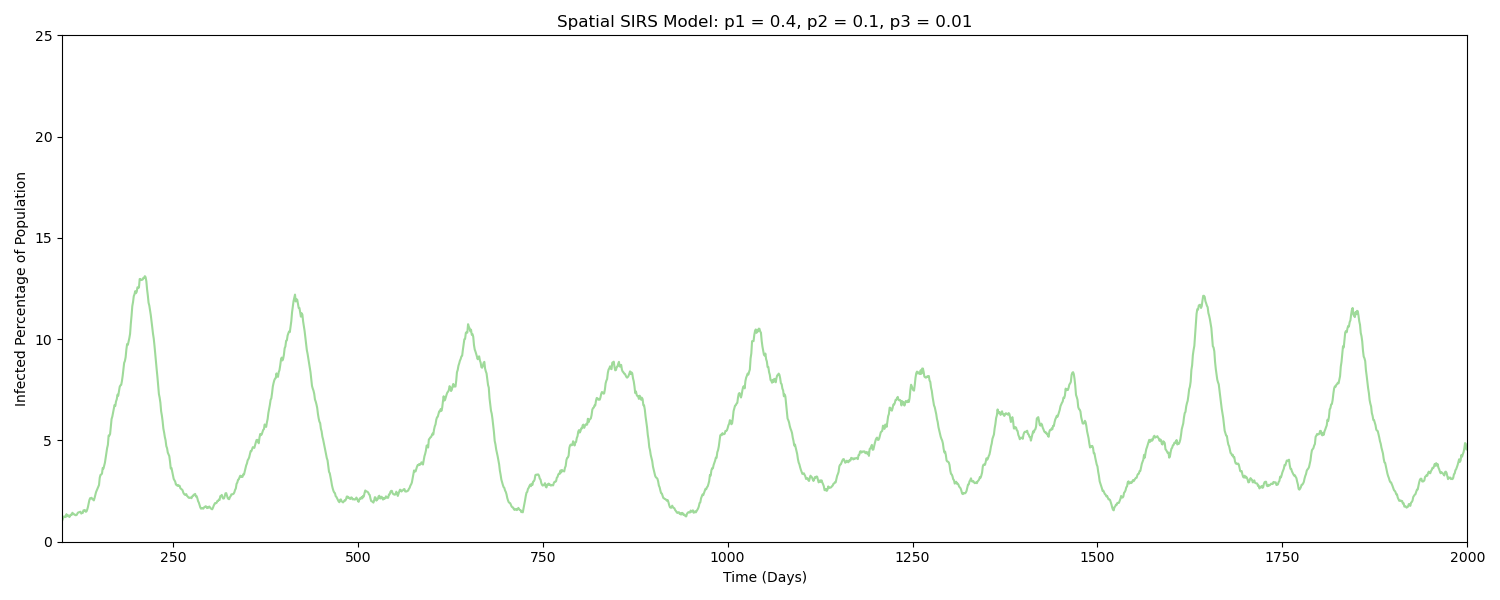 Spatial SIRS Model: p1 = 0.4, p2 = 0.1, p3 = 0.01
25
20
15
10
5
0
Infected Percentage of Population
250 500 750 1000 1250 1500 1750 2000
Time (Days)